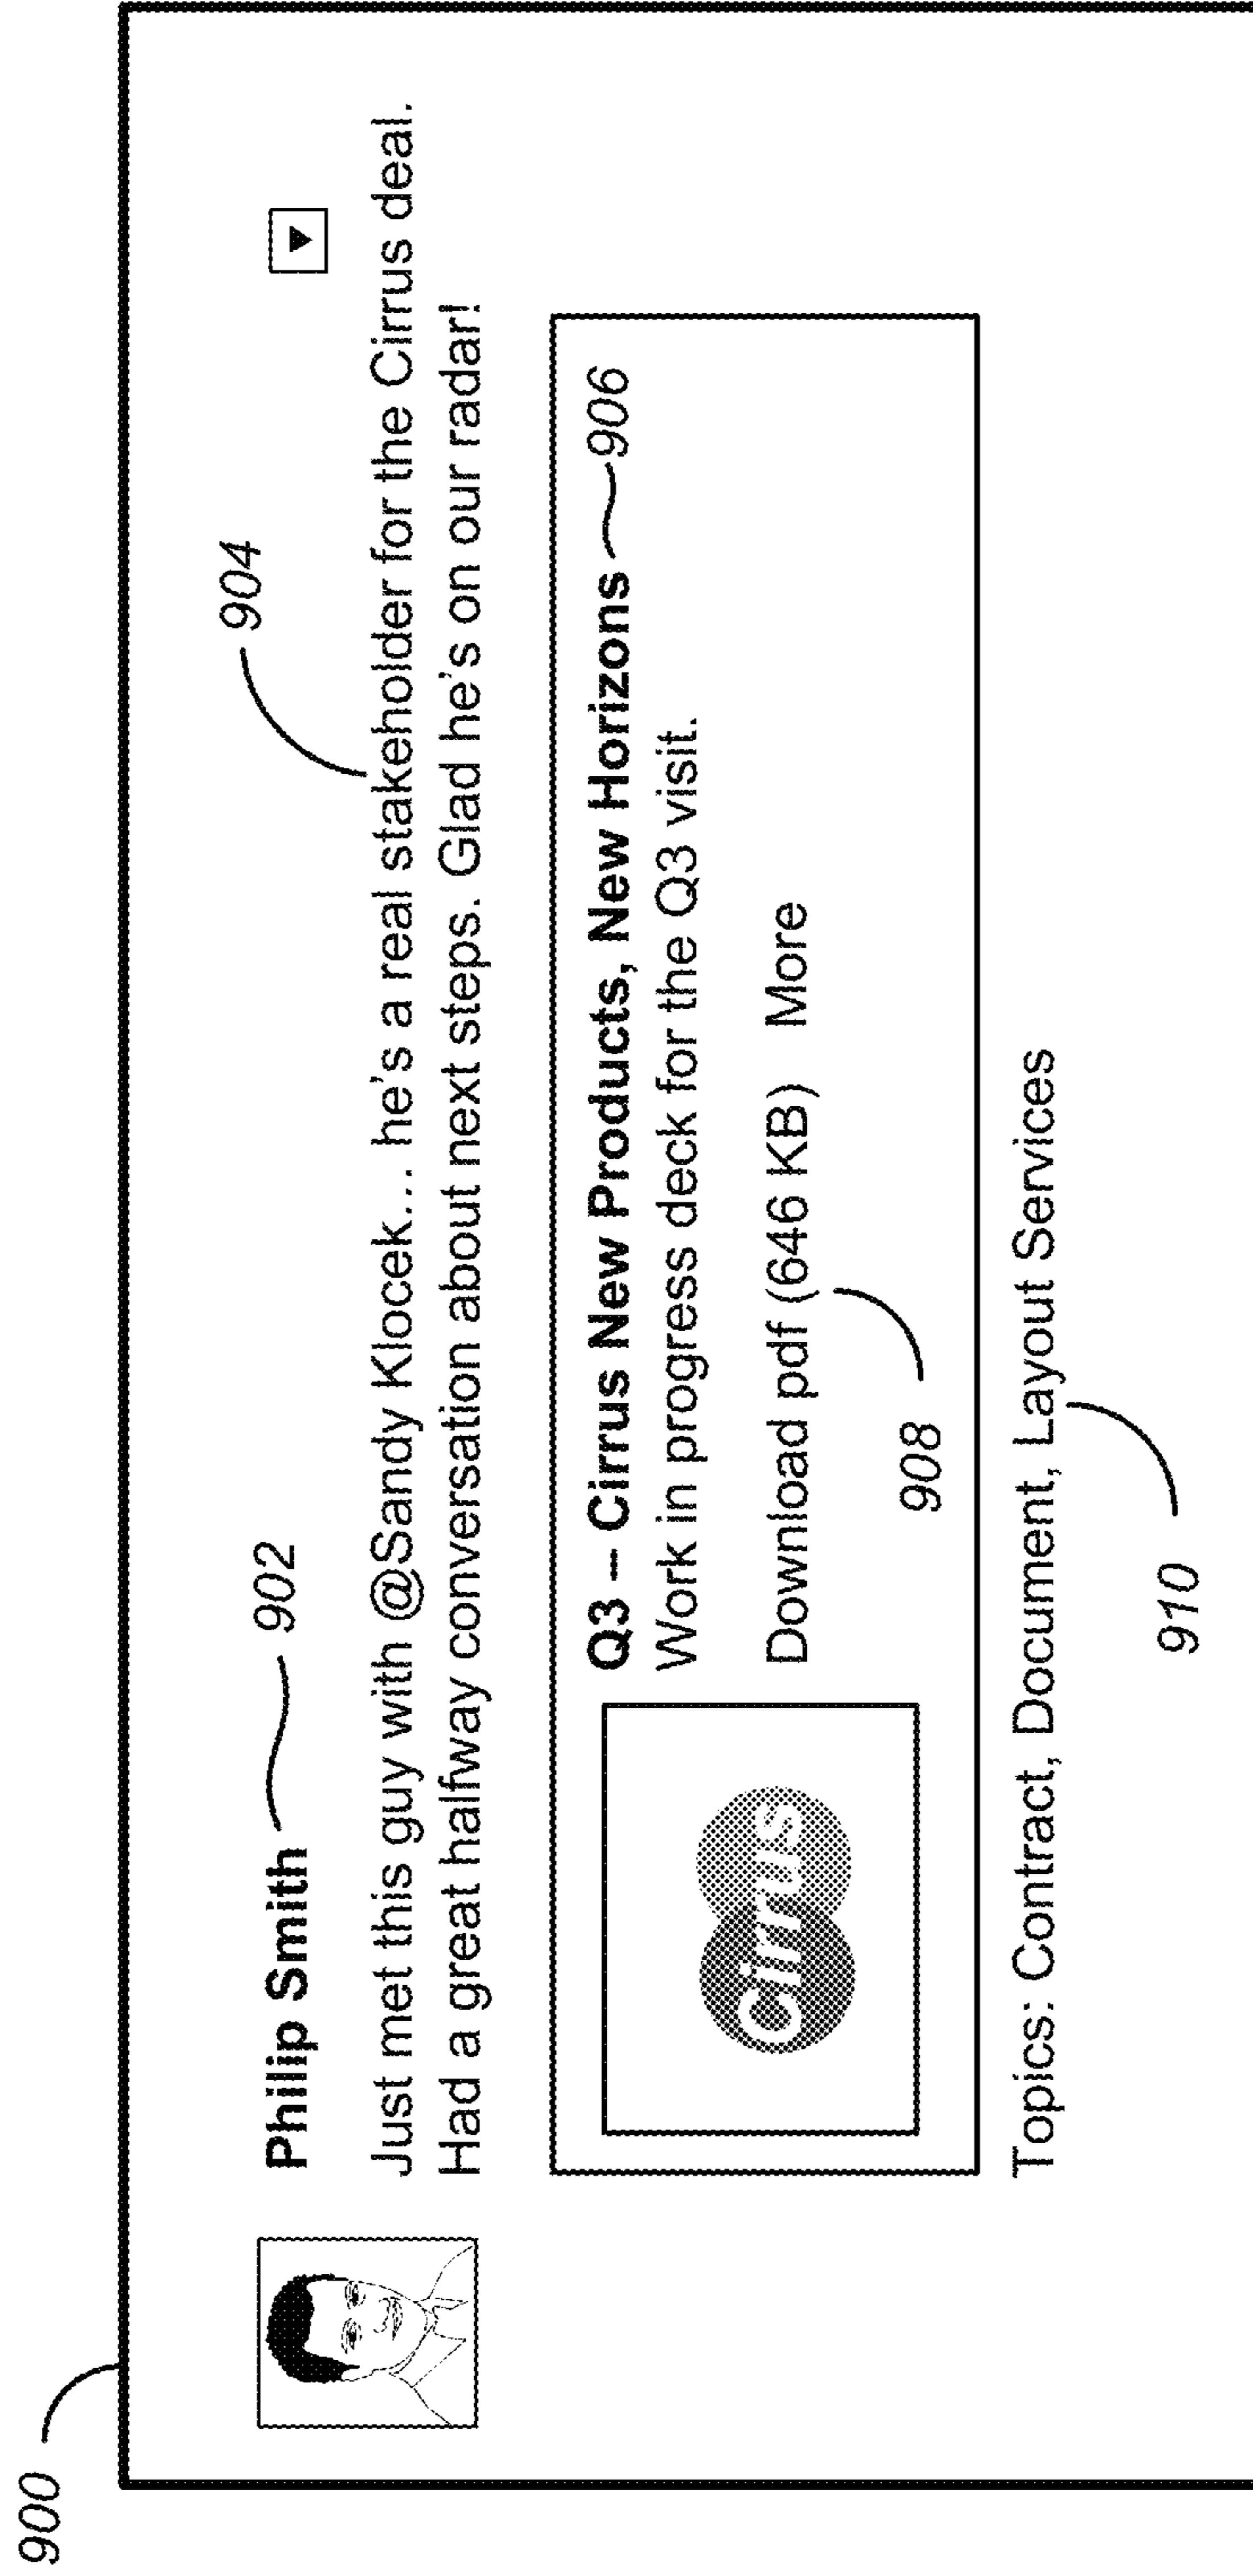 900
Philip Smith 902
904
Just met this guy with @Sandy Klocek... he's a real stakeholder for the Cirrus deal.
Had a great halfway conversation about next steps. Glad he's on our radar!
Cirrus
Q3 – Cirrus New Products, New Horizons 906
Work in progress deck for the Q3 visit.
Download pdf (646 KB) More
908
Topics: Contract, Document, Layout Services
910